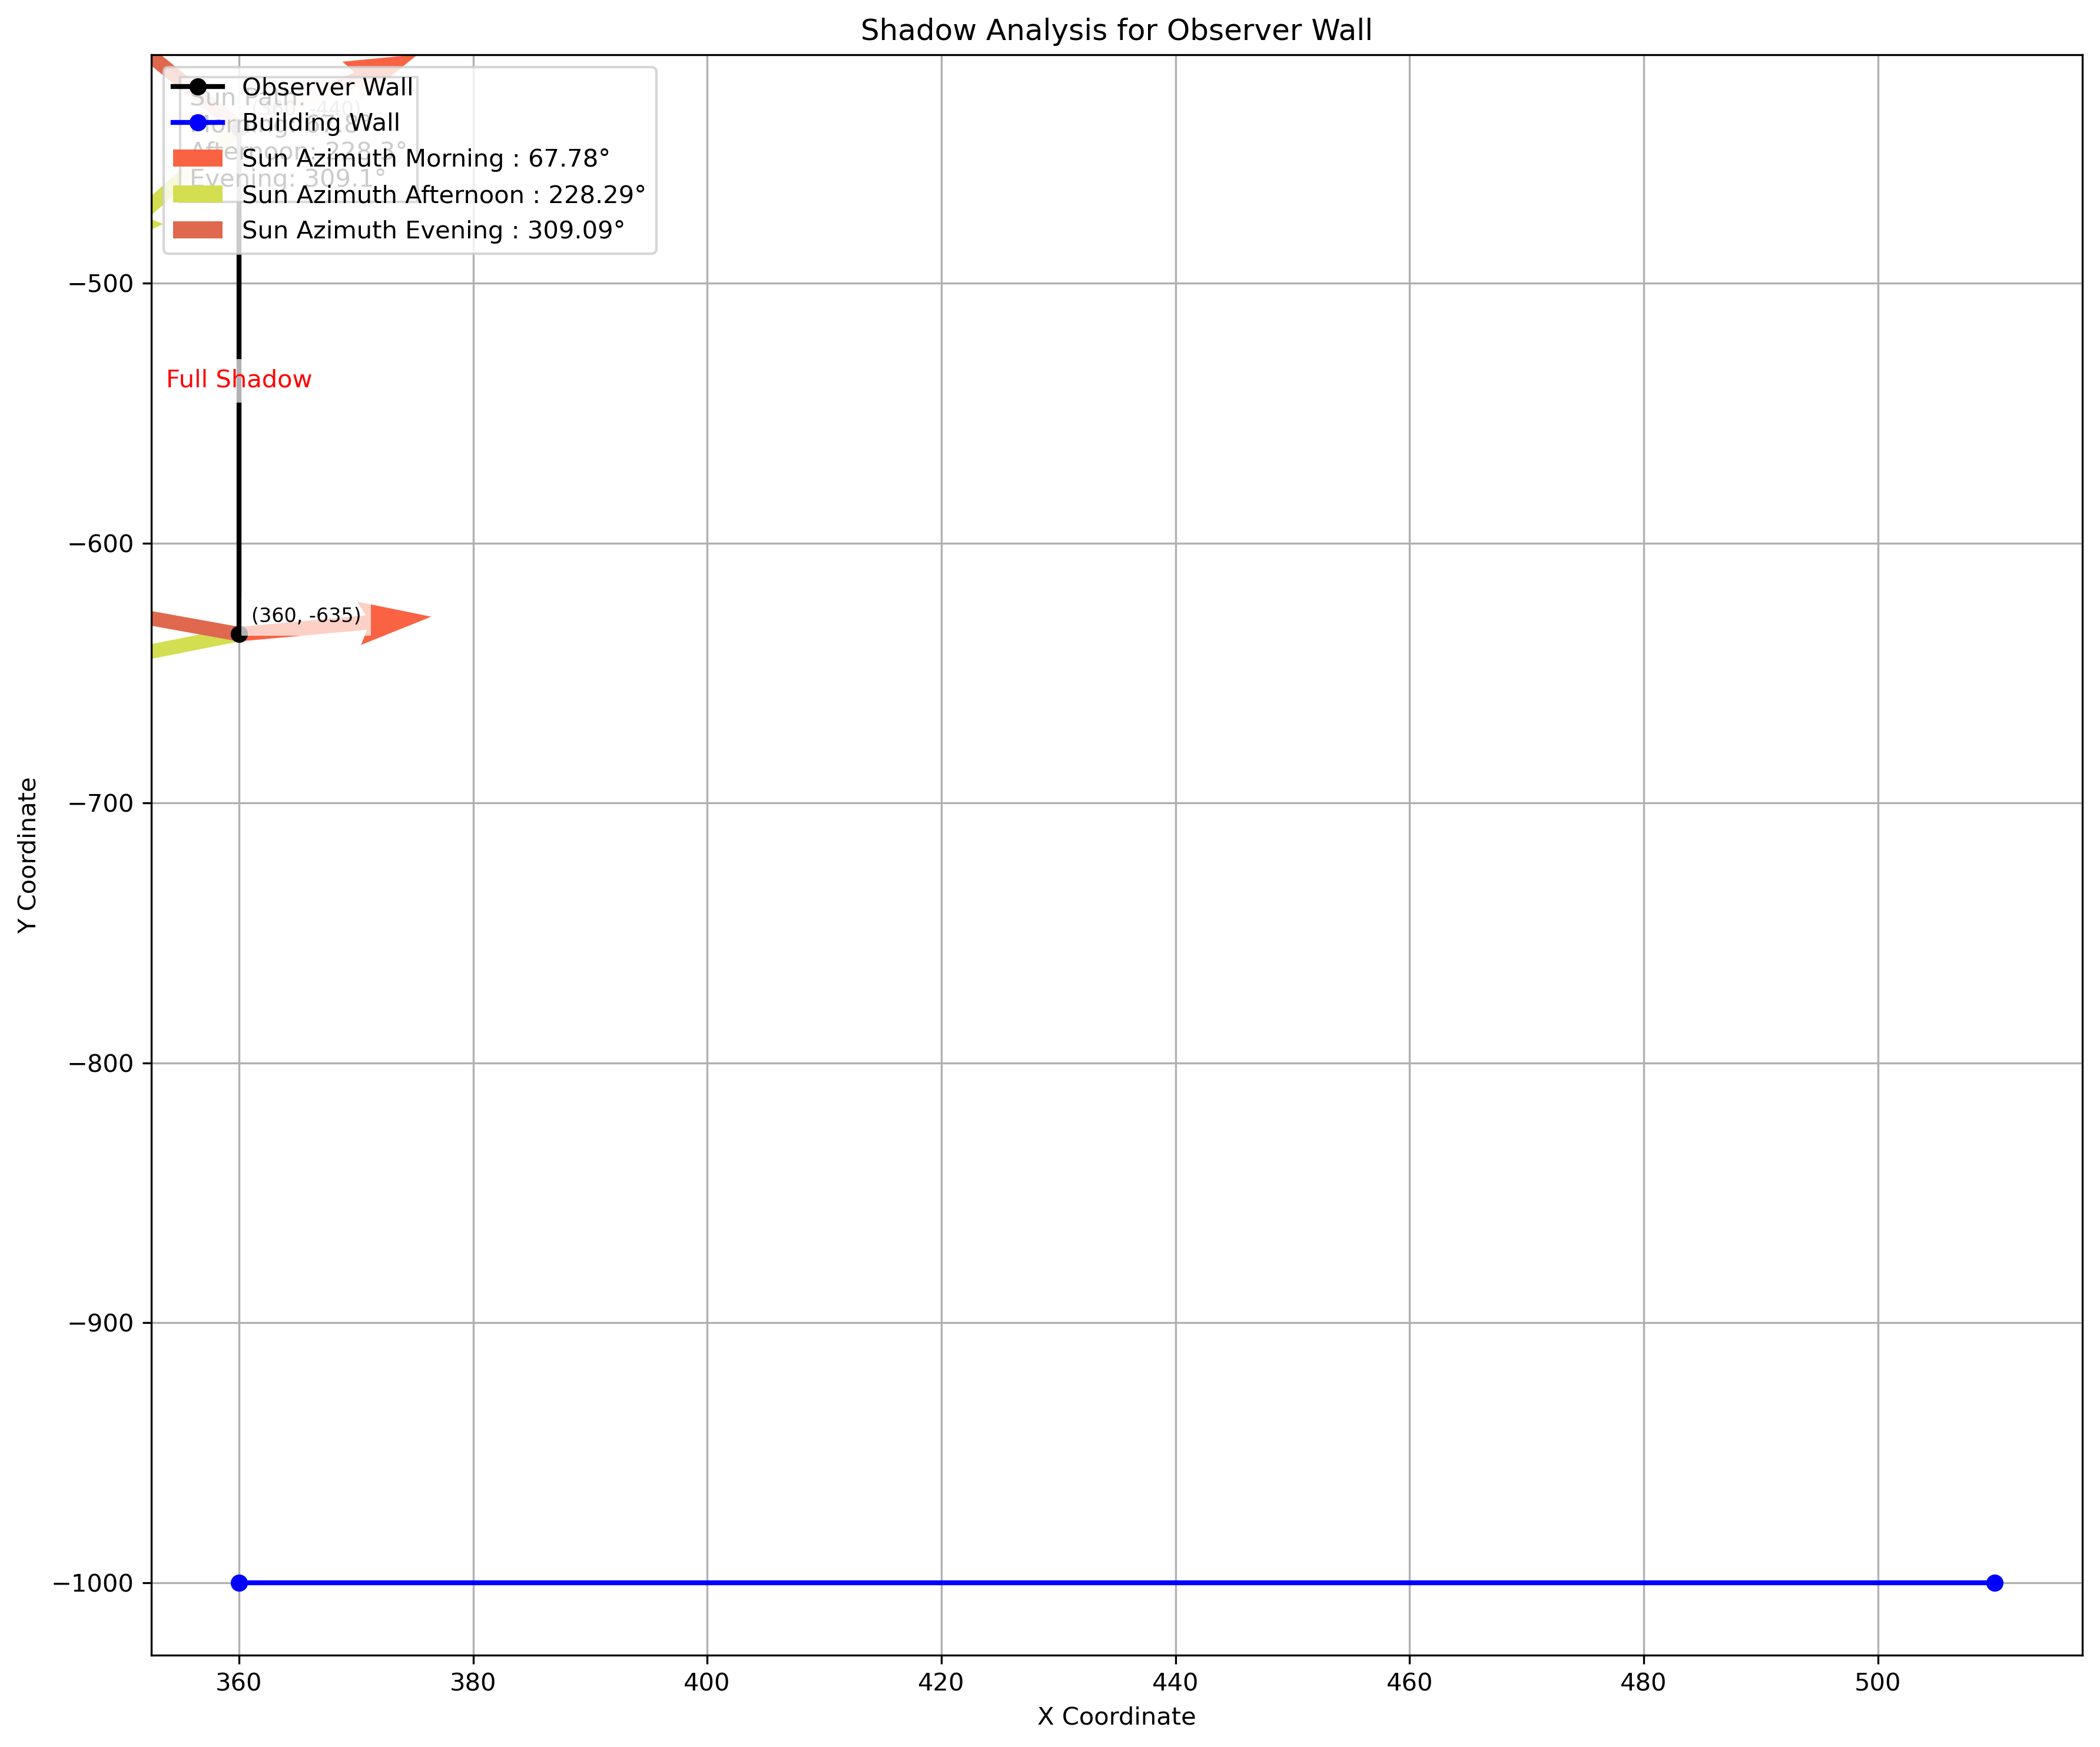 Shadow Analysis for Observer Wall
Observer Wall
Building Wall
Sun Azimuth Morning : 67.78°
Sun Azimuth Afternoon : 228.29°
Sun Azimuth Evening : 309.09°
Sun Path:
Morning: 67.8°
Afternoon: 228.3°
Evening: 309.1°
(360, -440)
Full Shadow
(360, -635)
−500
−600
−700
−800
−900
−1000
Y Coordinate
360
380
400
420
440
460
480
500
X Coordinate